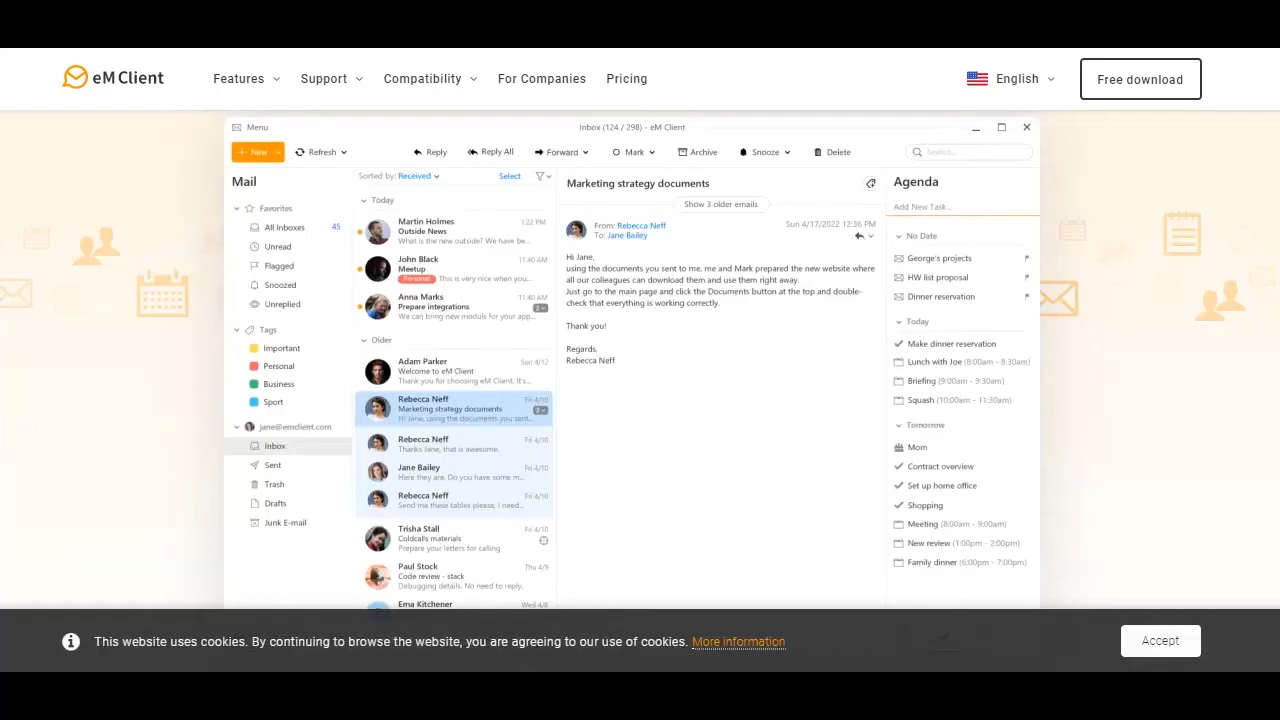 eM Client
Features
Support
Compatibility
For Companies
Pricing
English
Free download
Menu
Inbox (124 / 298) - eM Client
New
Refresh
Reply
Reply All
Forward
Mark
Archive
Snooze
Delete
Search...
Mail
Favorites
All Inboxes 45
Unread
Flagged
Snoozed
Unreplied
Tags
Important
Personal
Business
Sport
jane@emclient.com
Inbox
Sent
Trash
Drafts
Junk E-mail
Sorted by: Received
Select
Today
Martin Holmes 1:22 PM
Outside News
What is the new outside? We have be...
John Black 11:40 AM
Meetup
Personal This is very nice when you...
Anna Marks 11:40 AM
Prepare integrations 2
We can bring new moduls for your app...
Older
Adam Parker Sun 4/12
Welcome to eM Client
Thank you for choosing eM Client. It's...
Rebecca Neff Fri 4/10
Marketing strategy documents
Hi Jane, using the documents you sent...
Rebecca Neff Fri 4/10
Thanks Jane, that is awesome.
Jane Bailey Fri 4/10
Here they are. Do you have some m...
Rebecca Neff Fri 4/10
Send me these tables please, I need...
Trisha Stall Fri 4/10
Coldcalls materials
Prepare your letters for calling
Paul Stock Thu 4/9
Code review - stack
Debugging details. No need to reply.
Ema Kitchener Wed 4/8
Marketing strategy documents
Show 3 older emails
From: Rebecca Neff
To: Jane Bailey
Sun 4/17/2022 12:36 PM
Hi Jane,
using the documents you sent to me, me and Mark prepared the new website where
all our colleagues can download them and use them right away.
Just go to the main page and click the Documents button at the top and double-
check that everything is working correctly.
Thank you!
Regards,
Rebecca Neff
Agenda
Add New Task...
No Date
George's projects
HW list proposal
Dinner reservation
Today
Make dinner reservation
Lunch with Joe (8:00am - 8:30am)
Briefing (9:00am - 9:30am)
Squash (10:00am - 11:30am)
Tomorrow
Mom
Contract overview
Set up home office
Shopping
Meeting (8:00am - 9:00am)
New review (1:00pm - 2:00pm)
Family dinner (6:00pm - 7:00pm)
This website uses cookies. By continuing to browse the website, you are agreeing to our use of cookies. More information
Accept